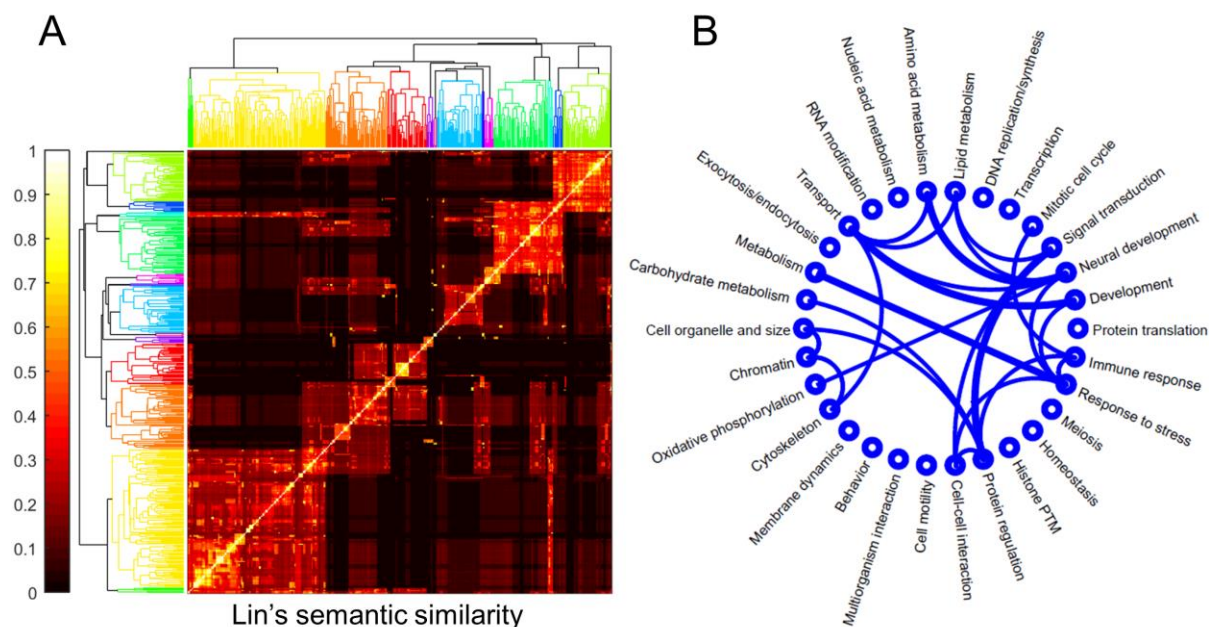 A
1
0.9
0.8
0.7
0.6
0.5
0.4
0.3
0.2
0.1
0
Lin's semantic similarity
B
Nucleic acid metabolism
Amino acid metabolism
Lipid metabolism
DNA replication/synthesis
Transcription
Mitotic cell cycle
Signal transduction
Neural development
Development
Protein translation
Immune response
Response to stress
Meiosis
Homeostasis
Histone PTM
Protein regulation
Cell-cell interaction
Cell motility
Multiorganism interaction
Behavior
Membrane dynamics
Cytoskeleton
Oxidative phosphorylation
Chromatin
Cell organelle and size
Carbohydrate metabolism
Metabolism
Exocytosis/endocytosis
Transport
RNA modification